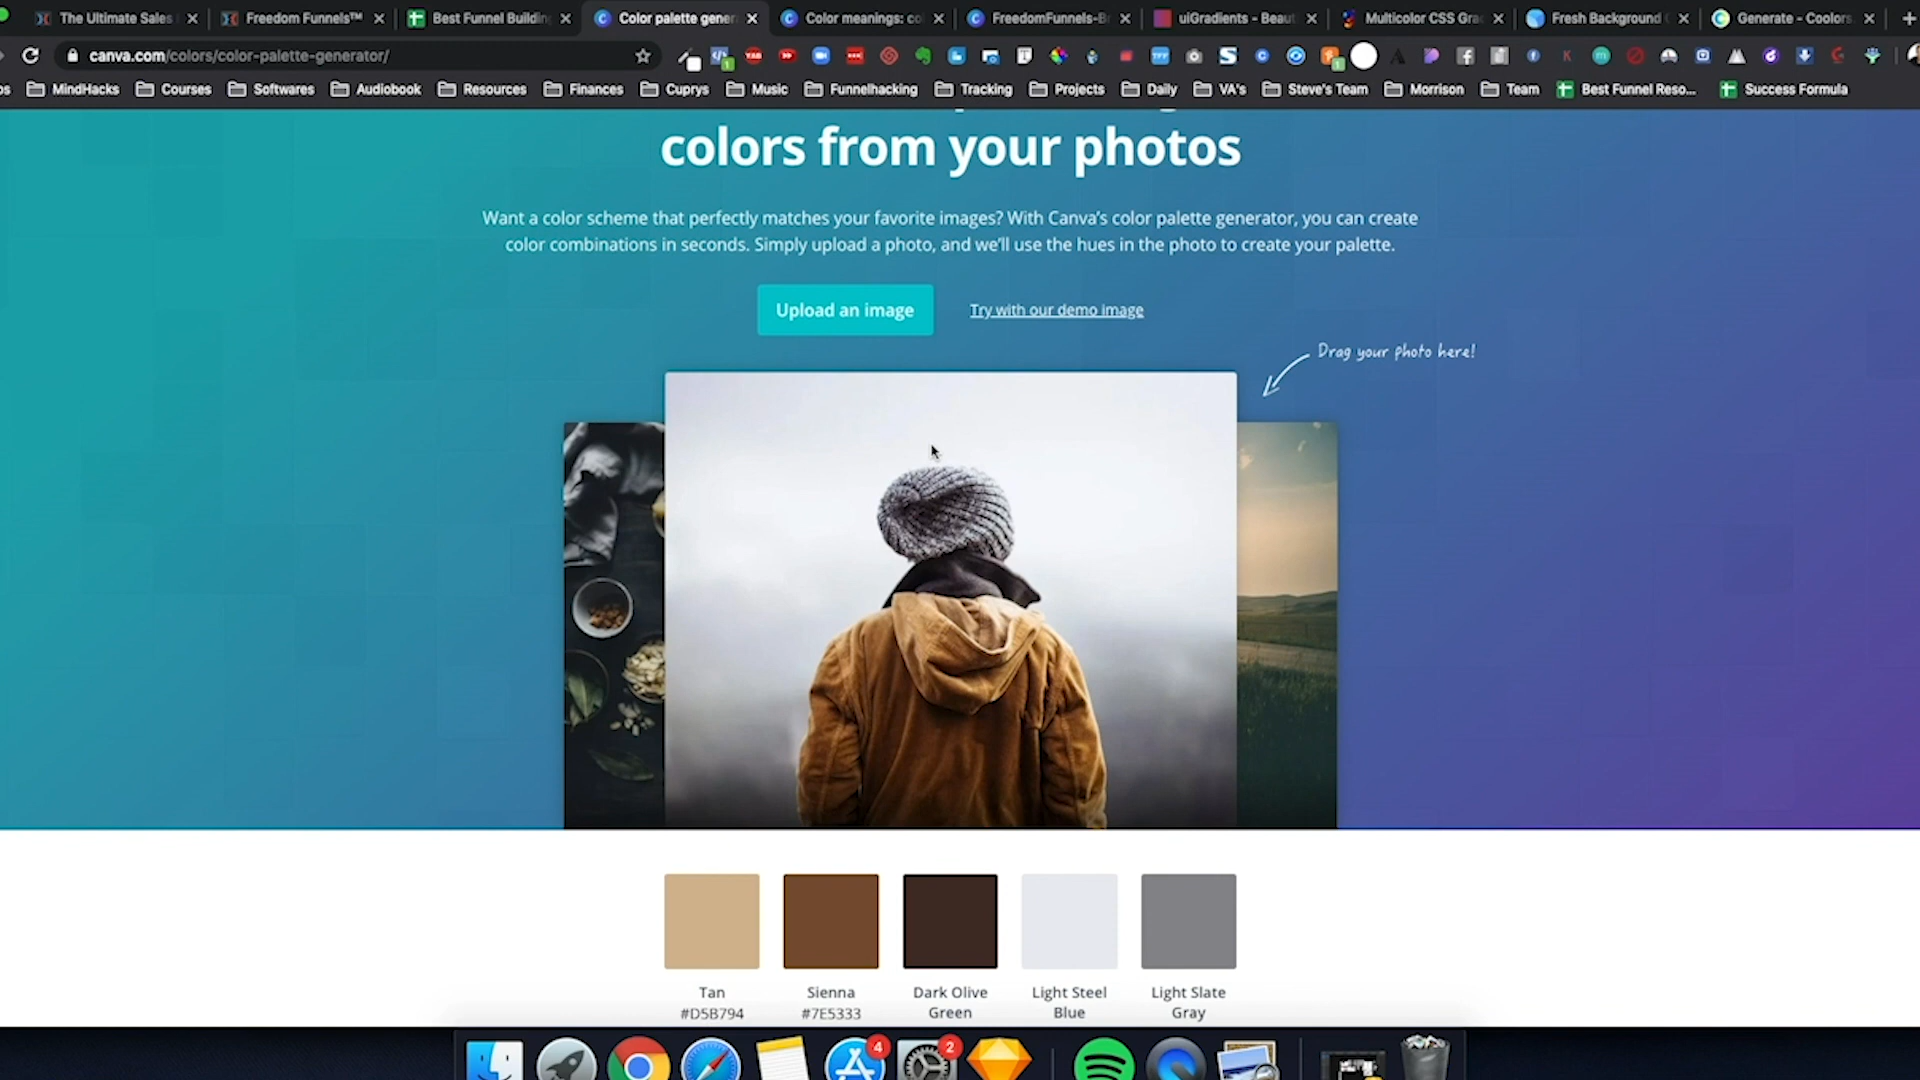 The Ultimate Sales
Freedom Funnels™
Best Funnel Buildin
Color palette gener
Color meanings: co
FreedomFunnels-Br
uiGradients - Beaut
Multicolor CSS Gra
Fresh Background
Generate - Coolors
canva.com/colors/color-palette-generator/
MindHacks Courses Softwares Audiobook Resources Finances Cuprys Music Funnelhacking Tracking Projects Daily VA's Steve's Team Morrison Team Best Funnel Reso... Success Formula
colors from your photos
Want a color scheme that perfectly matches your favorite images? With Canva's color palette generator, you can create
color combinations in seconds. Simply upload a photo, and we'll use the hues in the photo to create your palette.
Upload an image
Try with our demo image
Drag your photo here!
Tan
#D5B794
Sienna
#7E5333
Dark Olive
Green
Light Steel
Blue
Light Slate
Gray
4
2